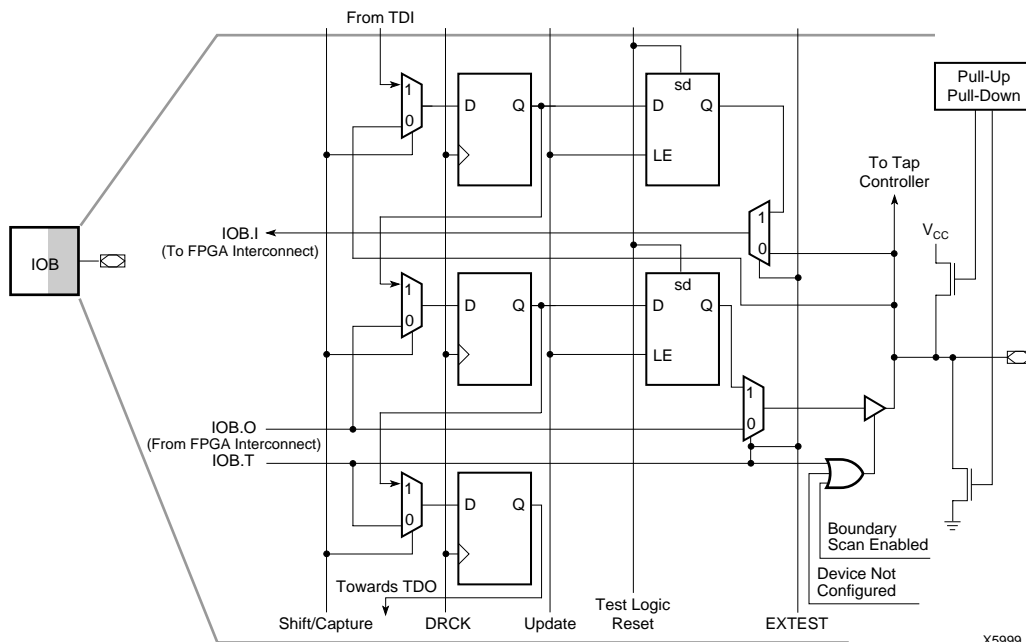 From TDI
1
0
D
Q
sd
D
Q
LE
Pull-Up
Pull-Down
To Tap
Controller
IOB
IOB.I
(To FPGA Interconnect)
1
0
VCC
1
0
D
Q
sd
D
Q
LE
1
0
IOB.O
(From FPGA Interconnect)
IOB.T
1
0
D
Q
Boundary
Scan Enabled
Device Not
Configured
Towards TDO
Shift/Capture
DRCK
Update
Test Logic
Reset
EXTEST
X5999